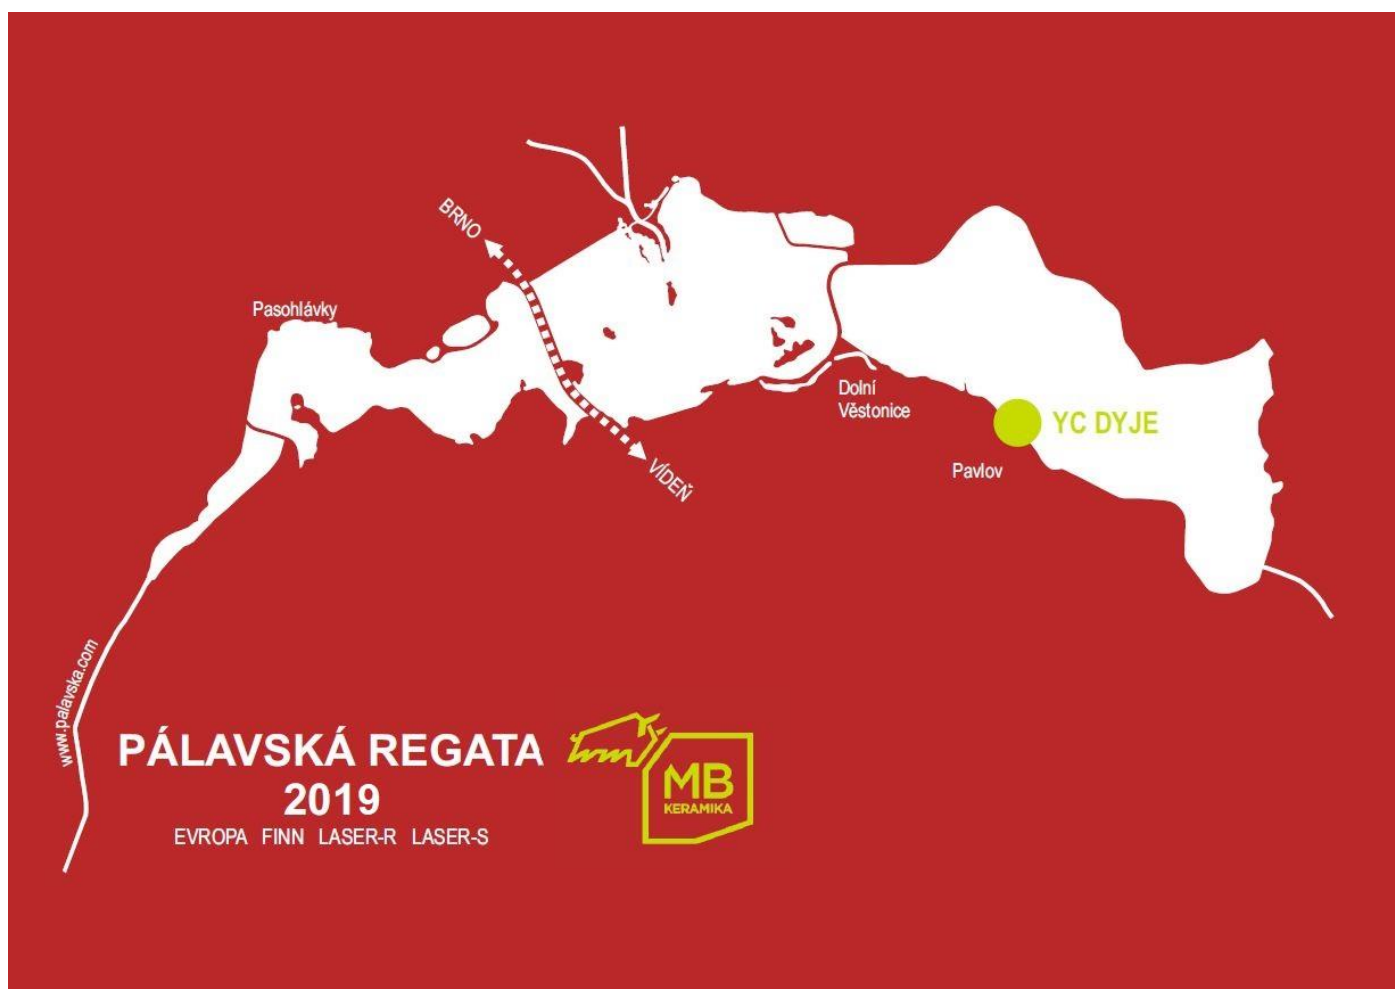 BRNO
Pasohlávky
Dolní
Věstonice
YC DYJE
Pavlov
VÍDEŇ
www.palavska.com
PÁLAVSKÁ REGATA
2019
EVROPA FINN LASER-R LASER-S
MB
KERAMIKA